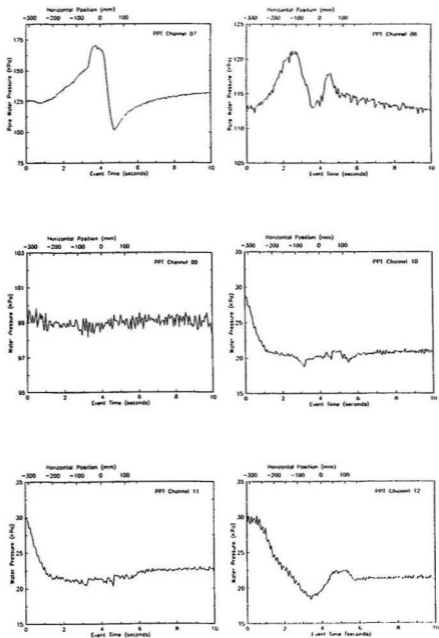 Horizontal Position (mm)
-300 -200 -100 0 100
PPT Channel 07
175
150
125
100
75
Pore Water Pressure (kPa)
0 2 4 6 8 10
Event Time (seconds)
Horizontal Position (mm)
-300 -200 -100 0 100
PPT Channel 08
125
120
115
110
105
Pore Water Pressure (kPa)
0 2 4 6 8 10
Event Time (seconds)
Horizontal Position (mm)
-300 -200 -100 0 100
103
101
99
97
95
Water Pressure (kPa)
0 2 4 6 8 10
Event Time (seconds)
Horizontal Position (mm)
-300 -200 -100 0 100
PPT Channel 10
35
30
25
20
15
Water Pressure (kPa)
0 2 4 6 8 10
Event Time (seconds)
Horizontal Position (mm)
-300 -200 -100 0 100
PPT Channel 11
35
30
25
20
15
Water Pressure (kPa)
0 2 4 6 8 10
Event Time (seconds)
Horizontal Position (mm)
-300 -200 -100 0 100
PPT Channel 12
35
30
25
20
15
Water Pressure (kPa)
0 2 4 6 8 10
Event Time (seconds)